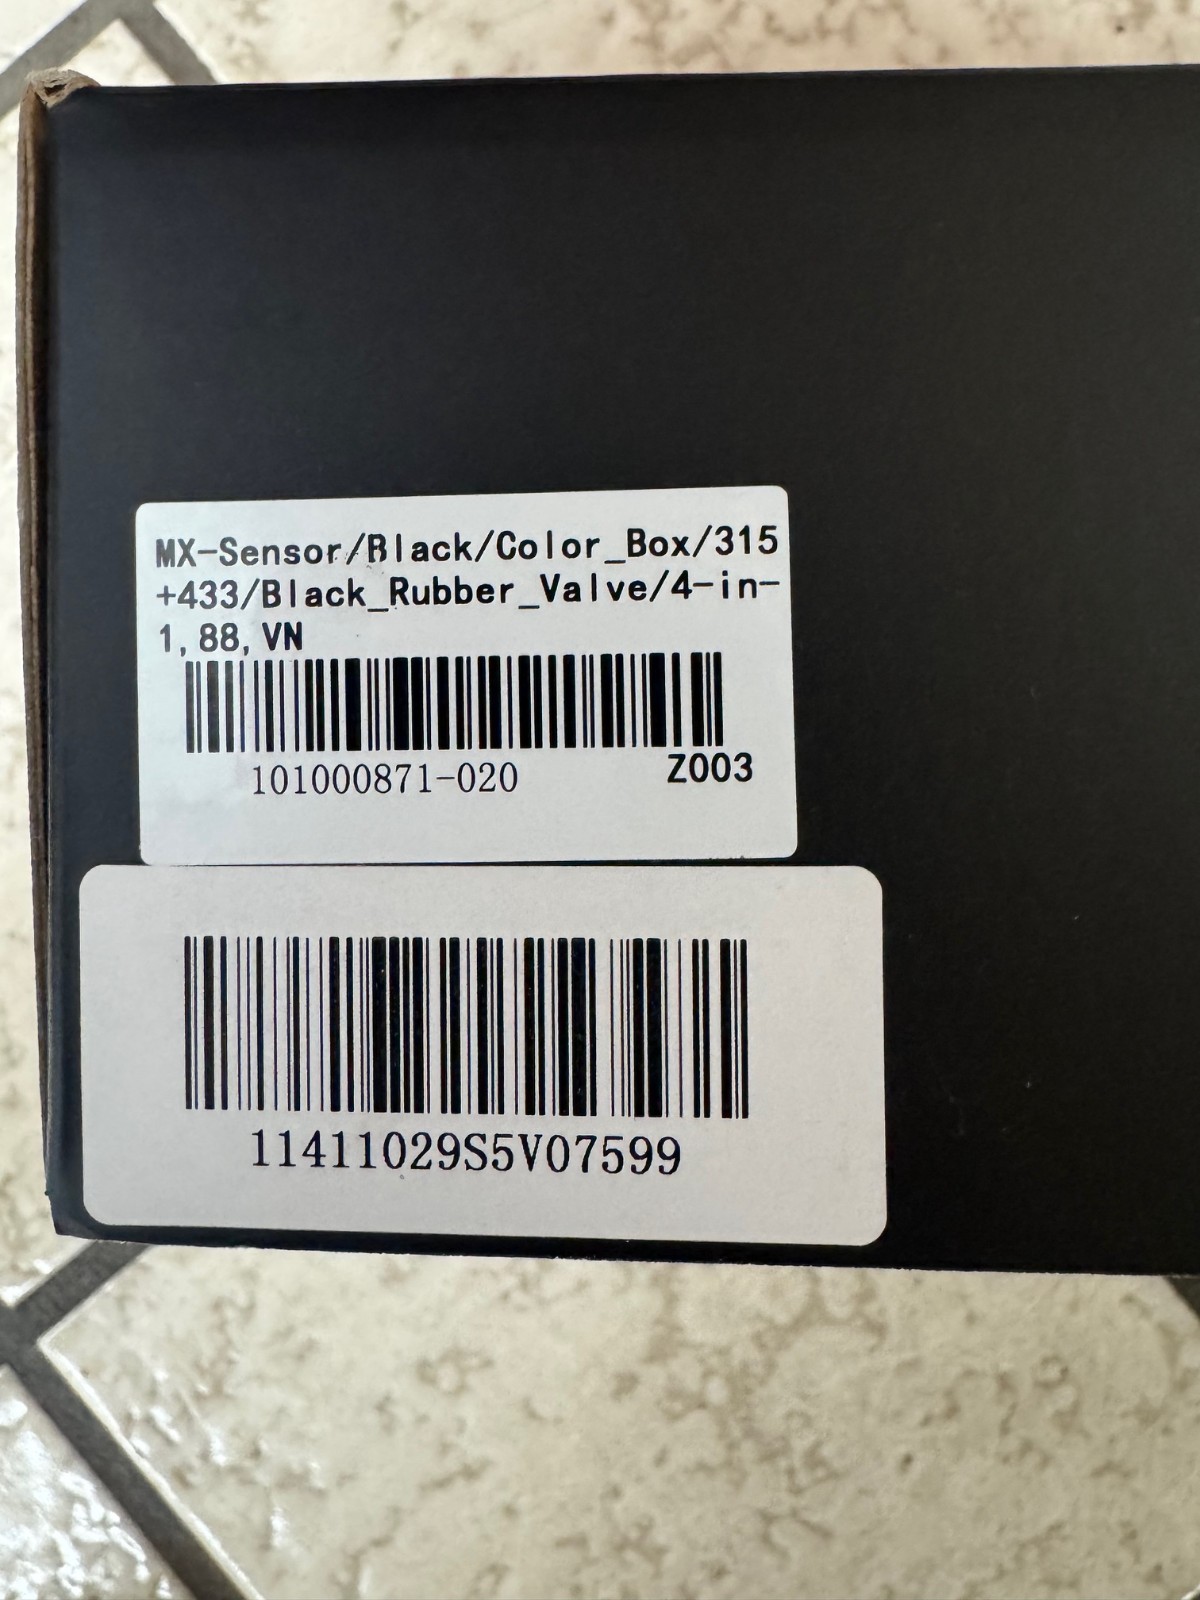 MX-Sensor/Black/Color_Box/315
+433/Black_Rubber_Valve/4-in-
1, 88, VN
101000871-020
Z003
11411029S5V07599